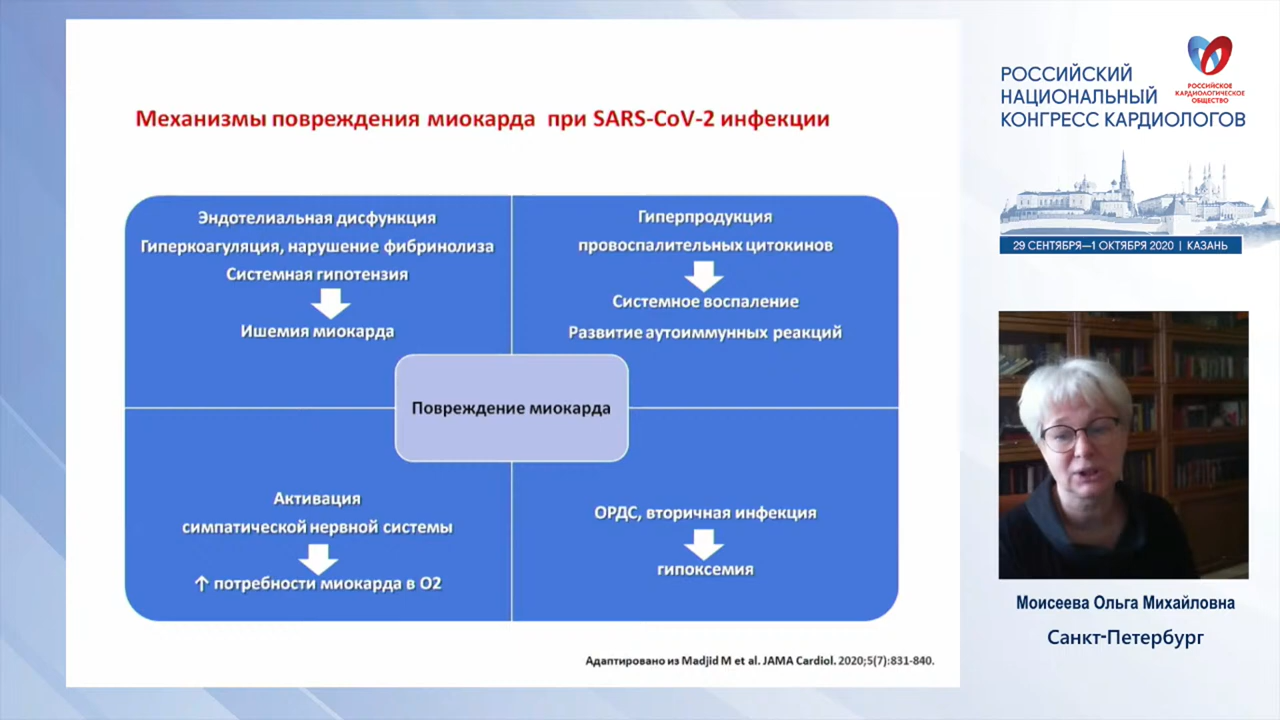 Механизмы повреждения миокарда при SARS-CoV-2 инфекции
Эндотелиальная дисфункция
Гиперкоагуляция, нарушение фибринолиза
Системная гипотензия
Ишемия миокарда
Гиперпродукция
провоспалительных цитокинов
Системное воспаление
Развитие аутоиммунных реакций
Повреждение миокарда
Активация
симпатической нервной системы
↑ потребности миокарда в О2
ОРДС, вторичная инфекция
гипоксемия
Адаптировано из Madjid M et al. JAMA Cardiol. 2020;5(7):831-840.
РОССИЙСКИЙ
НАЦИОНАЛЬНЫЙ
КОНГРЕСС КАРДИОЛОГОВ
РОССИЙСКОЕ
КАРДИОЛОГИЧЕСКОЕ
ОБЩЕСТВО
29 СЕНТЯБРЯ—1 ОКТЯБРЯ 2020 | КАЗАНЬ
Моисеева Ольга Михайловна
Санкт-Петербург